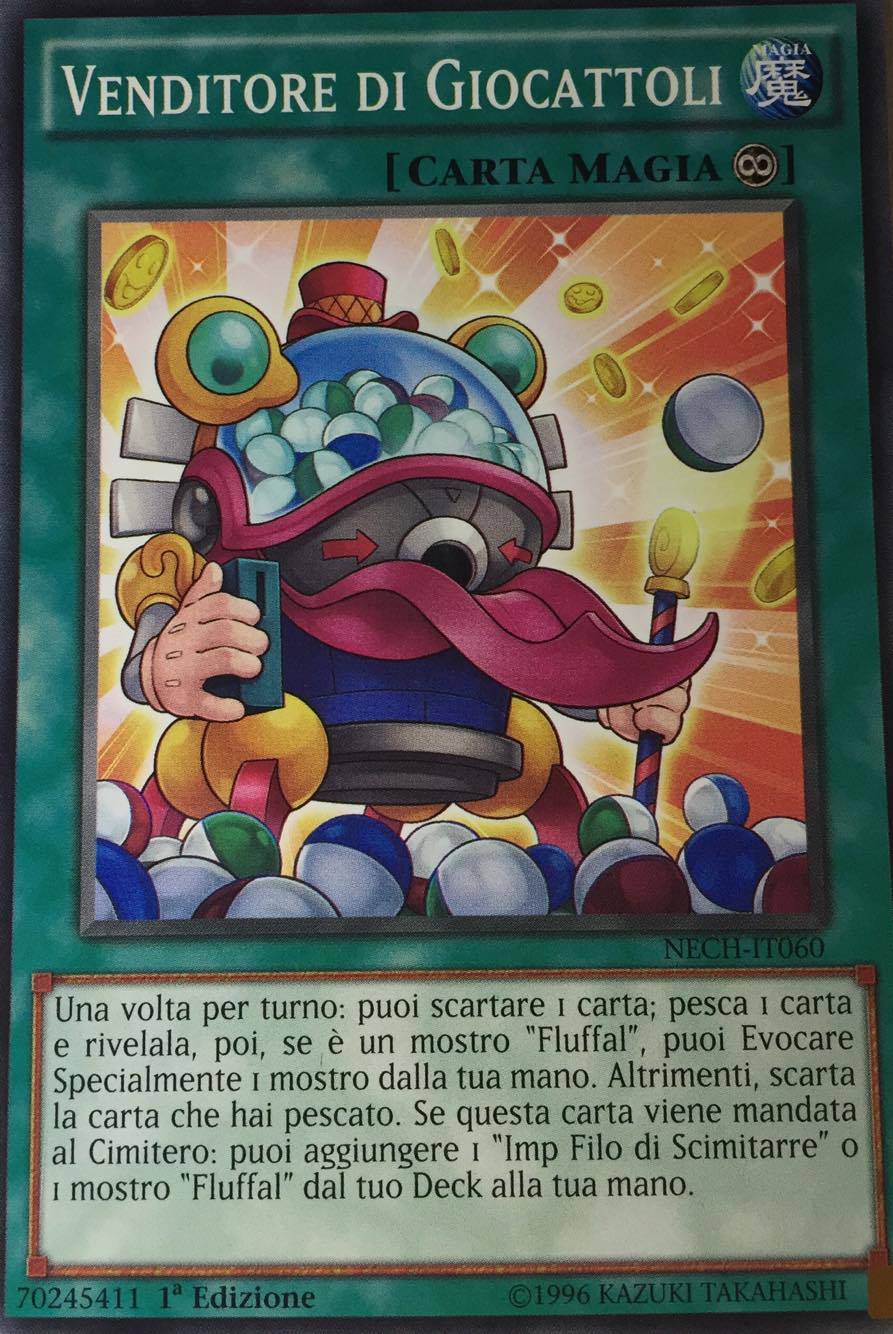 VENDITORE DI GIOCATTOLI
MAGIA
魔
[CARTA MAGIA]
NECH-IT060
Una volta per turno: puoi scartare 1 carta; pesca 1 carta
e rivelala, poi, se è un mostro "Fluffal", puoi Evocare
Specialmente 1 mostro dalla tua mano. Altrimenti, scarta
la carta che hai pescato. Se questa carta viene mandata
al Cimitero: puoi aggiungere 1 "Imp Filo di Scimitarre" o
1 mostro "Fluffal" dal tuo Deck alla tua mano.
70245411 1ª Edizione
©1996 KAZUKI TAKAHASHI